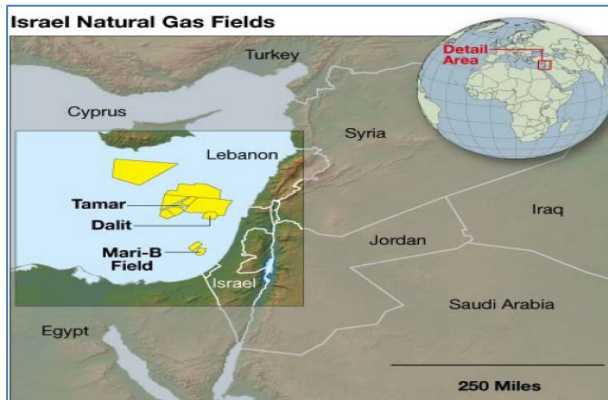 Israel Natural Gas Fields
Turkey
Detail
Area
Cyprus
Syria
Lebanon
Tamar
Dalit
Iraq
Jordan
Mari-B
Field
Israel
Saudi Arabia
Egypt
250 Miles